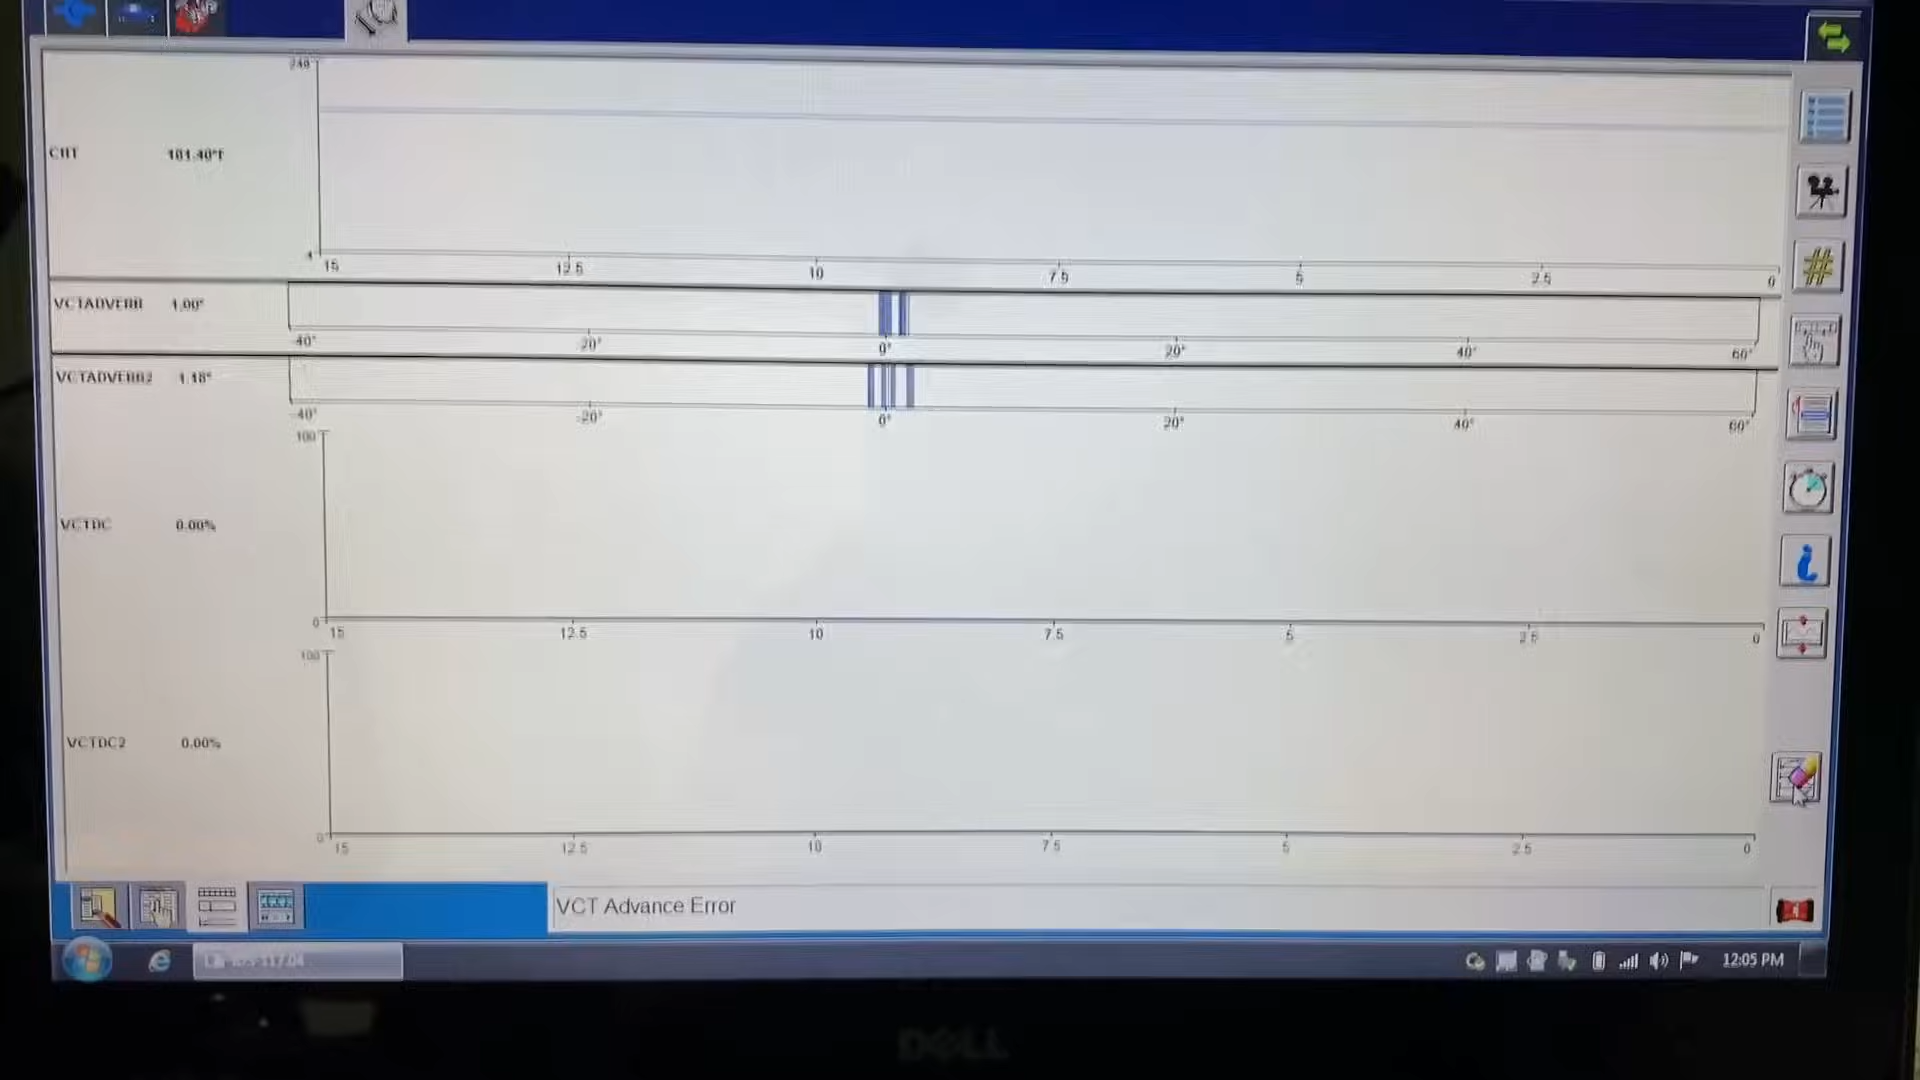 248
CHT 181.40°F
15 12.5 10 7.5 5 2.5 0
VCTADVERR 1.00°
-40° -20° 0° 20° 40° 60°
VCTADVERR2 1.18°
-40° -20° 0° 20° 40° 60°
100
VCTDC 0.00%
0
15 12.5 10 7.5 5 2.5 0
100
VCTDC2 0.00%
0
15 12.5 10 7.5 5 2.5 0
VCT Advance Error
12:05 PM
DELL